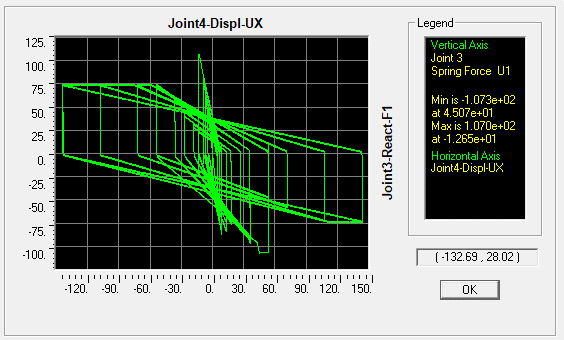 Joint4-Displ-UX
Legend
125.
100.
75.
50.
25.
0.
-25.
-50.
-75.
-100.
-120.
-90.
-60.
-30.
0.0
30.
60.
90.
120.
150.
Joint3-React-F1
Vertical Axis
Joint 3
Spring Force U1
Min is -1.073e+02
at 4.507e+01
Max is 1.070e+02
at -1.265e+01
Horizontal Axis
Joint4-Displ-UX
( -132.69 , 28.02 )
OK